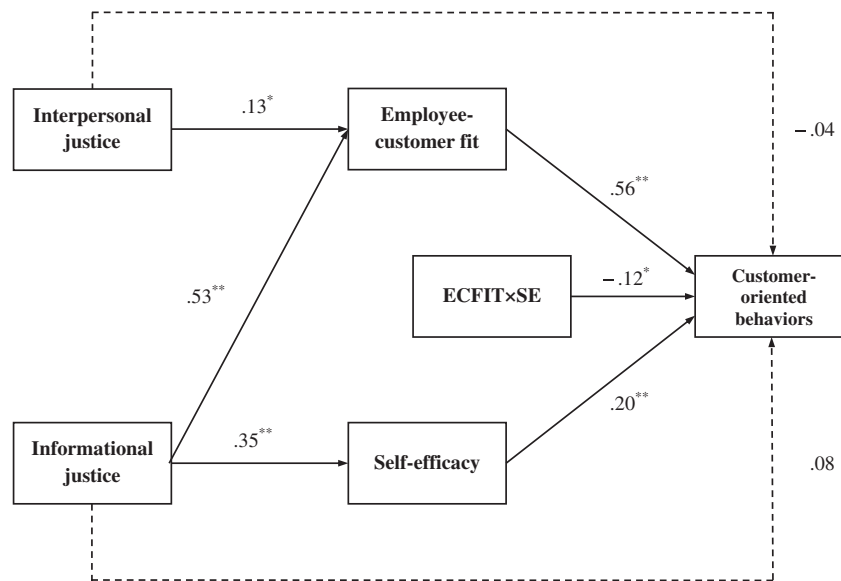 Interpersonal
justice
.13*
Employee-
customer fit
−.04
.56**
.53**
ECFIT×SE
−.12*
Customer-
oriented
behaviors
Informational
justice
.35**
Self-efficacy
.20**
.08